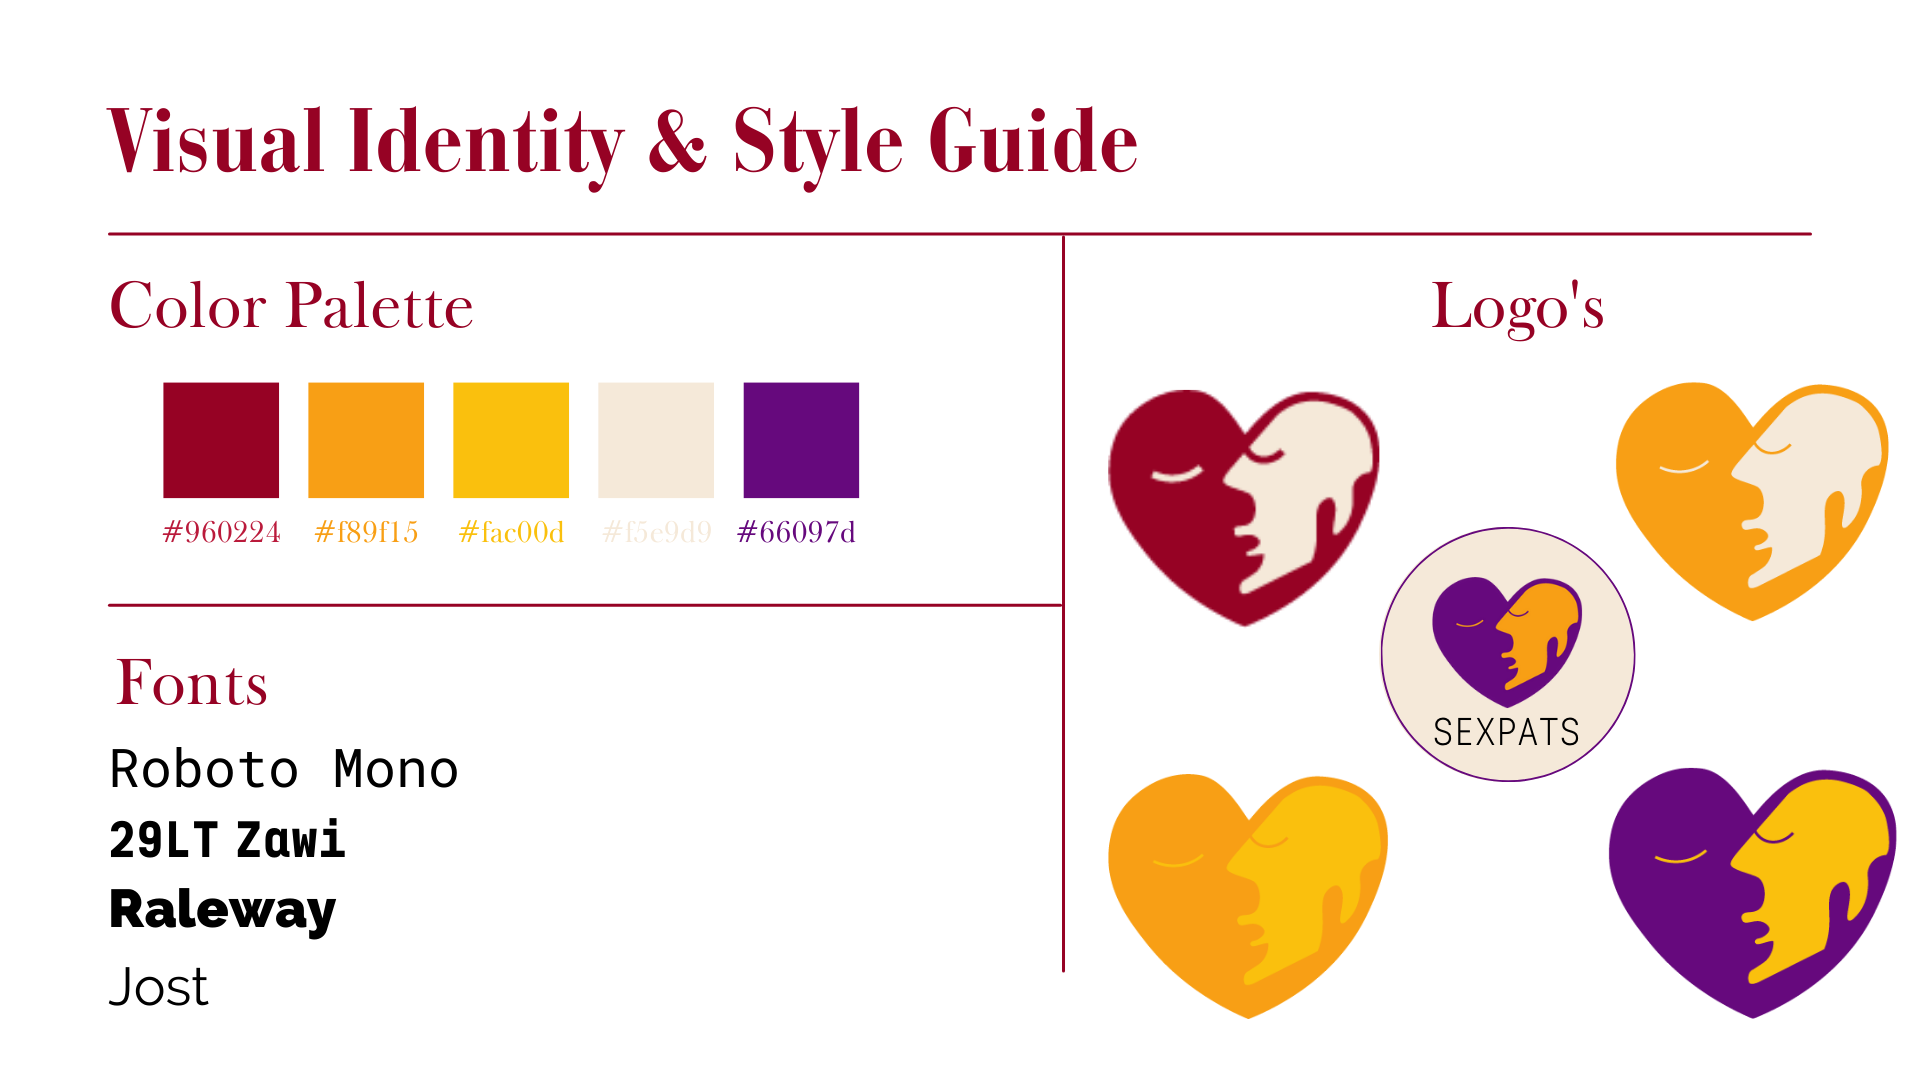 Visual Identity & Style Guide
Color Palette
#960224 #f89f15 #fac00d #f5e9d9 #66097d
Fonts
Roboto Mono
29LT Zawi
Raleway
Jost
Logo's
SEXPATS